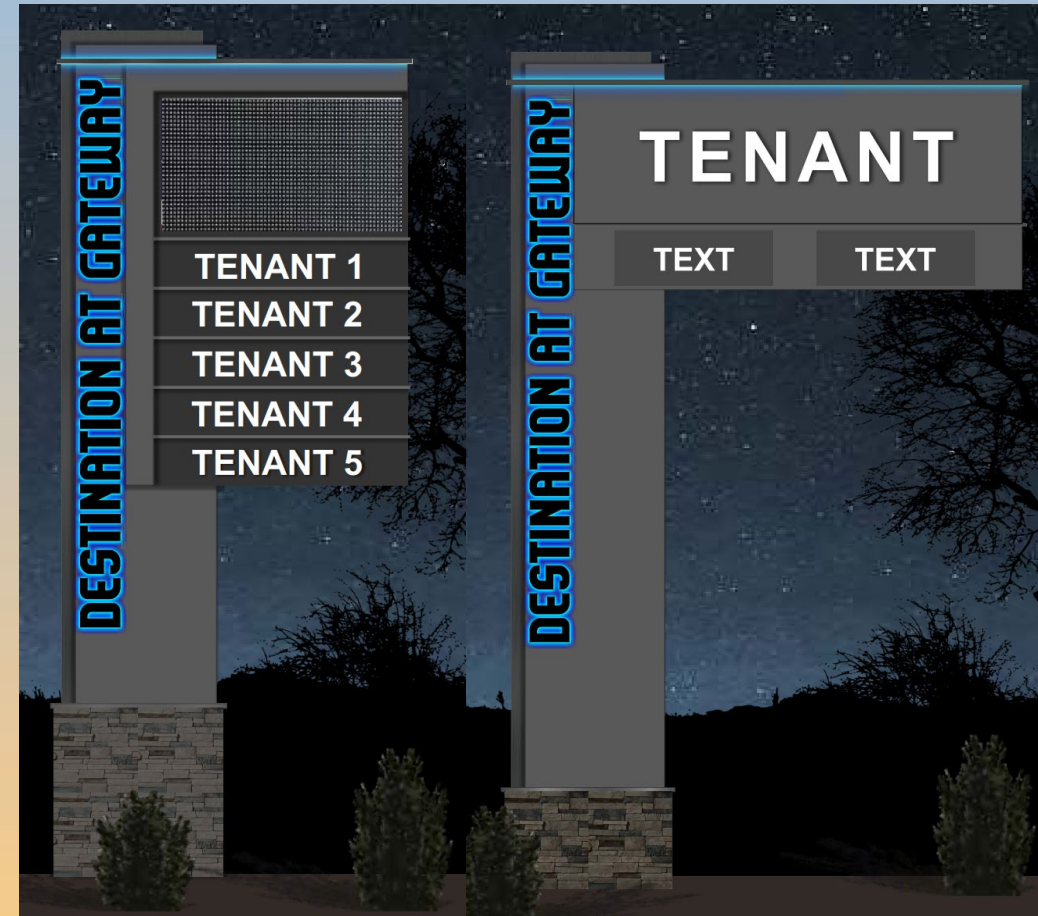 DESTINATION AT GATEWAY
TENANT 1
TENANT 2
TENANT 3
TENANT 4
TENANT 5
DESTINATION AT GATEWAY
TENANT
TEXT TEXT